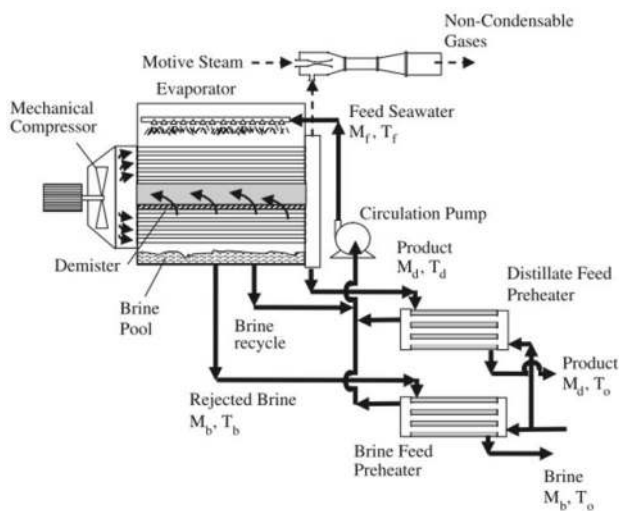 Non-Condensable
Gases
Motive Steam
Evaporator
Mechanical
Compressor
Feed Seawater
M_f, T_f
Circulation Pump
Product
M_d, T_d
Distillate Feed
Preheater
Demister
Brine
Pool
Brine
recycle
Product
M_d, T_o
Rejected Brine
M_b, T_b
Brine Feed
Preheater
Brine
M_b, T_o